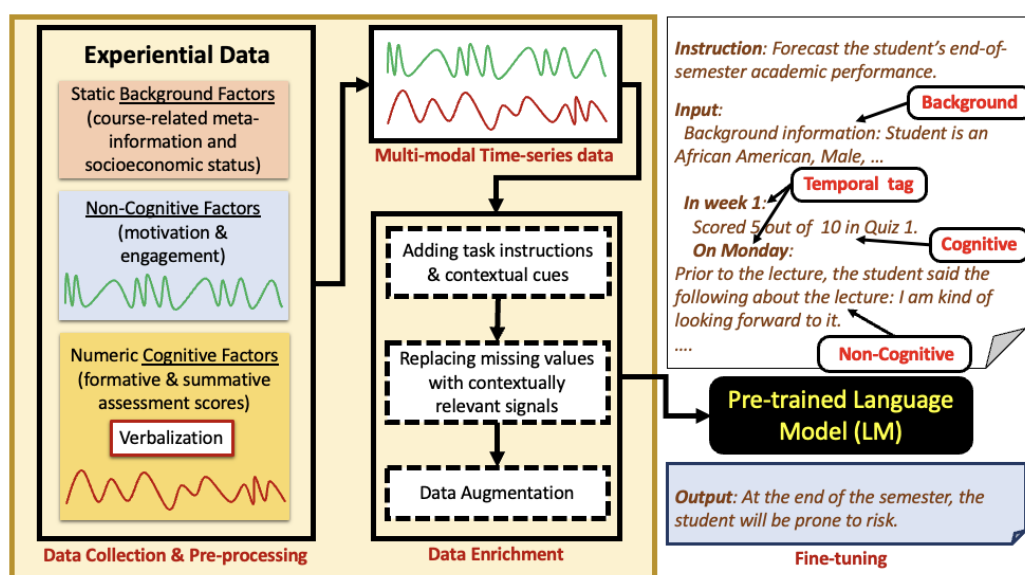 Experiential Data
Static Background Factors
(course-related meta-
information and
socioeconomic status)
Non-Cognitive Factors
(motivation &
engagement)
Numeric Cognitive Factors
(formative & summative
assessment scores)
Verbalization
Data Collection & Pre-processing
Multi-modal Time-series data
Adding task instructions
& contextual cues
Replacing missing values
with contextually
relevant signals
Data Augmentation
Data Enrichment
Instruction: Forecast the student's end-of-
semester academic performance.
Input:
Background
Background information: Student is an
African American, Male, ...
Temporal tag
In week 1:
Scored 5 out of 10 in Quiz 1.
Cognitive
On Monday:
Prior to the lecture, the student said the
following about the lecture: I am kind of
looking forward to it.
....
Non-Cognitive
Pre-trained Language
Model (LM)
Output: At the end of the semester, the
student will be prone to risk.
Fine-tuning